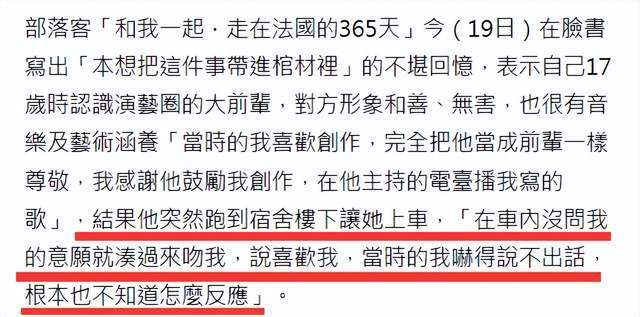 部落客「和我一起．走在法國的365天」今（19日）在臉書
寫出「本想把這件事帶進棺材裡」的不堪回憶，表示自己17
歲時認識演藝圈的大前輩，對方形象和善、無害，也很有音
樂及藝術涵養「當時的我喜歡創作，完全把他當成前輩一樣
尊敬，我感謝他鼓勵我創作，在他主持的電臺播我寫的
歌」，結果他突然跑到宿舍樓下讓她上車，「在車內沒問我
的意願就湊過來吻我，說喜歡我，當時的我嚇得說不出話，
根本也不知道怎麼反應」。